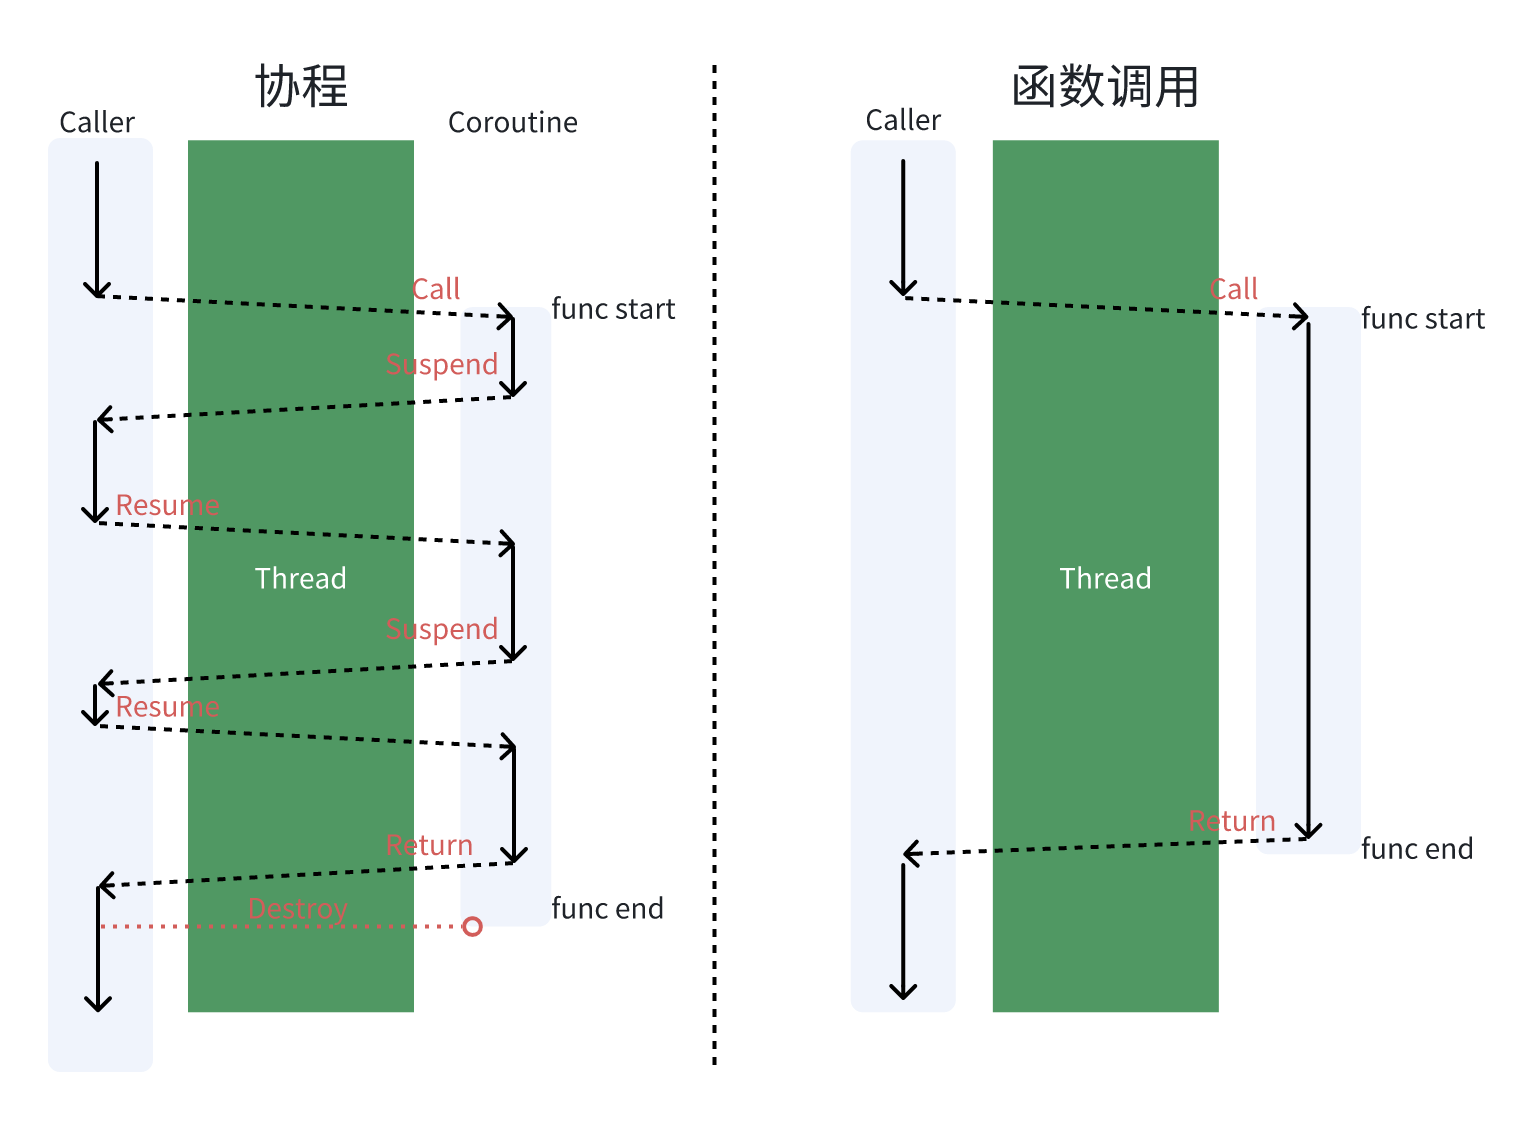 协程
Caller
Coroutine
Call
func start
Suspend
Resume
Thread
Suspend
Resume
Return
Destroy
func end
函数调用
Caller
Call
func start
Thread
Return
func end